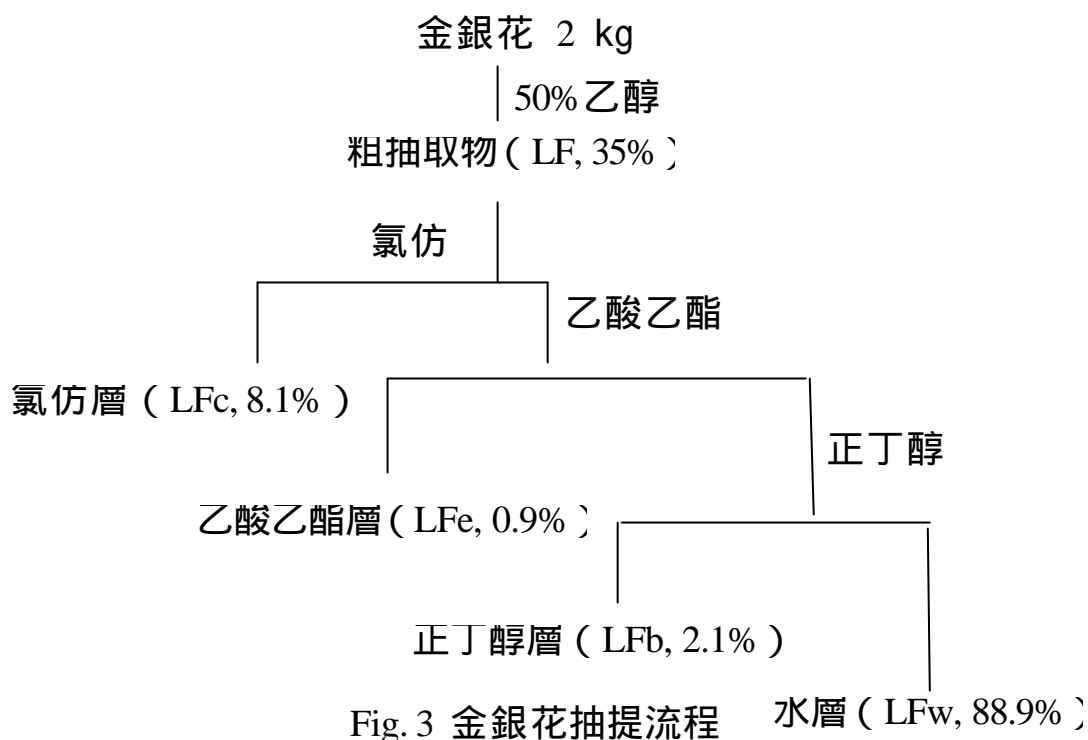 金銀花 2 kg
50%乙醇
粗抽取物(LF, 35% )
氯仿
乙酸乙酯
氯仿層(LFc, 8.1%)
正丁醇
乙酸乙酯層(LFe, 0.9%)
正丁醇層(LFb, 2.1%)
水層(LFw, 88.9%)
Fig. 3 金銀花抽提流程